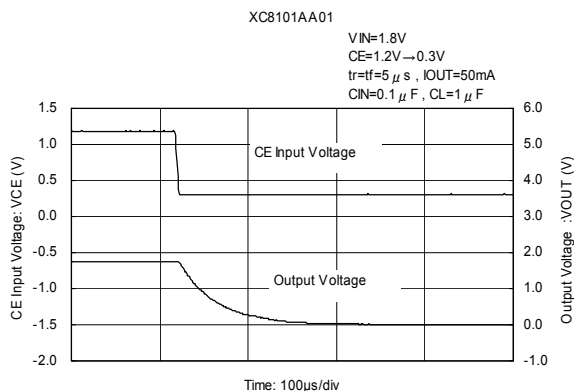 XC8101AA01
VIN=1.8V
CE=1.2V→0.3V
tr=tf=5μs , IOUT=50mA
CIN=0.1μF , CL=1μF
1.5
1.0
0.5
0.0
-0.5
-1.0
-1.5
-2.0
CE Input Voltage: VCE (V)
CE Input Voltage
Output Voltage
6.0
5.0
4.0
3.0
2.0
1.0
0.0
-1.0
Output Voltage :VOUT (V)
Time: 100μs/div